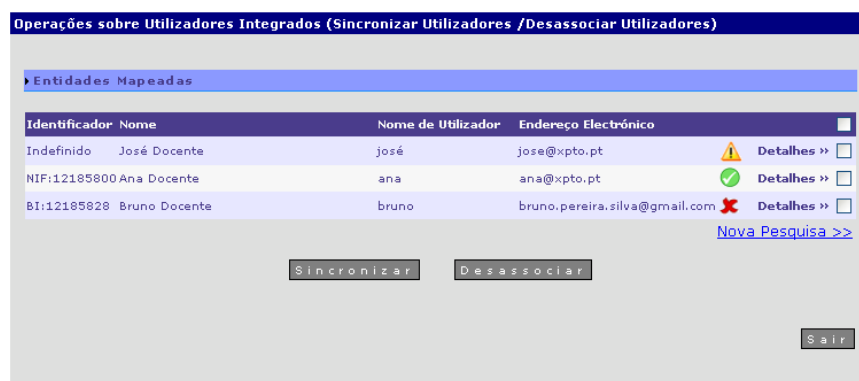 Operações sobre Utilizadores Integrados (Sincronizar Utilizadores /Desassociar Utilizadores)
Entidades Mapeadas
Identificador Nome Nome de Utilizador Endereço Electrónico
Indefinido José Docente josé jose@xpto.pt Detalhes »
NIF:12185800 Ana Docente ana ana@xpto.pt Detalhes »
BI:12185828 Bruno Docente bruno bruno.pereira.silva@gmail.com Detalhes »
Nova Pesquisa >>
Sincronizar Desassociar
Sair